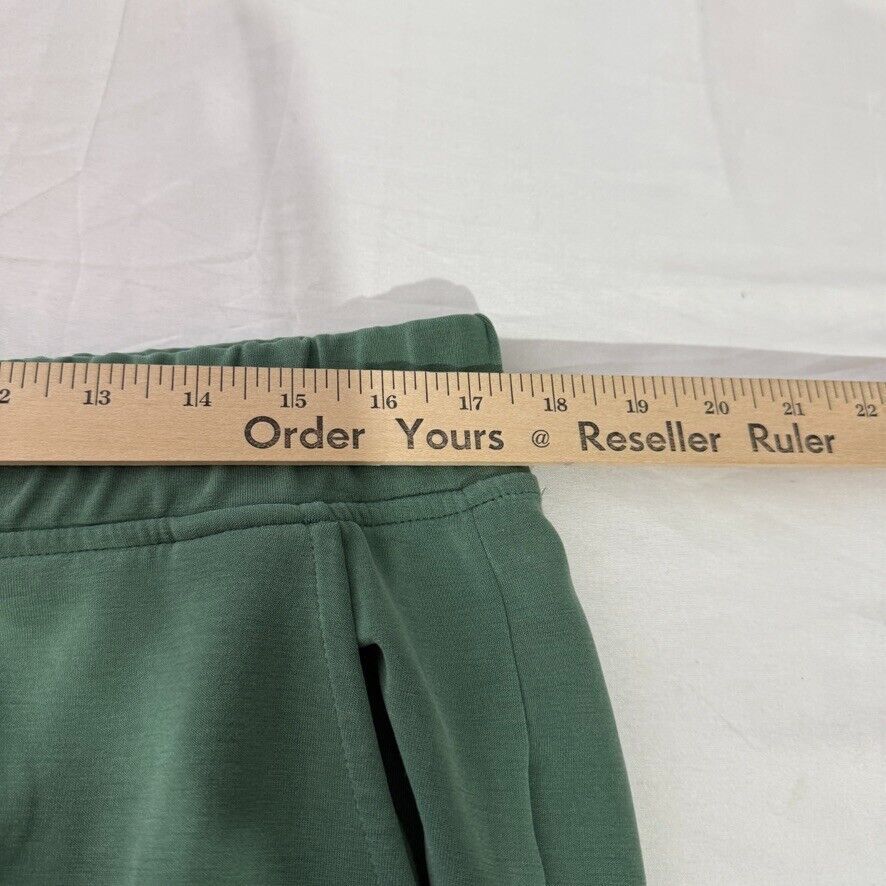 2 13 14 15 16 17 18 19 20 21 22
Order Yours @ Reseller Ruler